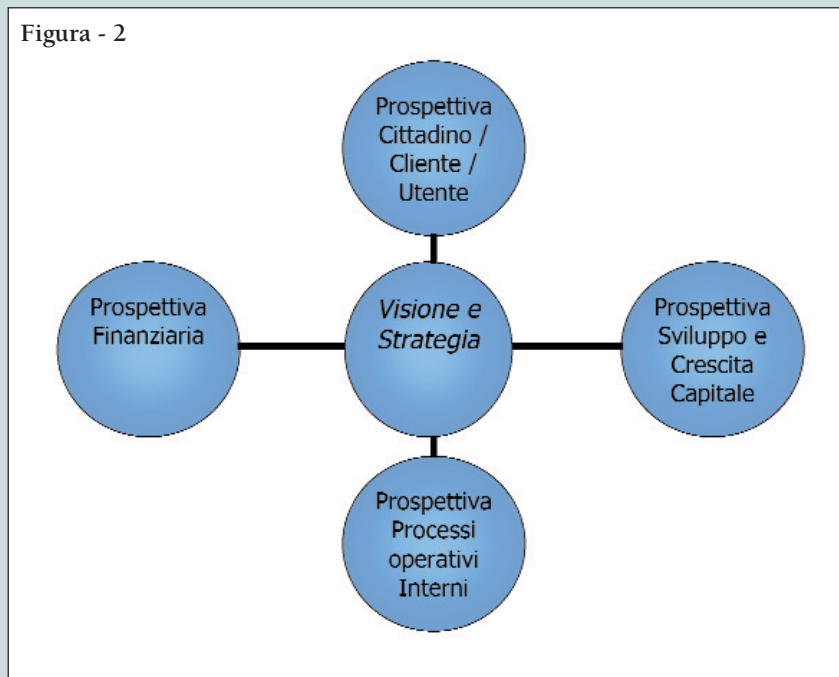 Figura - 2
Prospettiva
Cittadino /
Cliente /
Utente
Prospettiva
Finanziaria
Visione e
Strategia
Prospettiva
Sviluppo e
Crescita
Capitale
Prospettiva
Processi
operativi
Interni